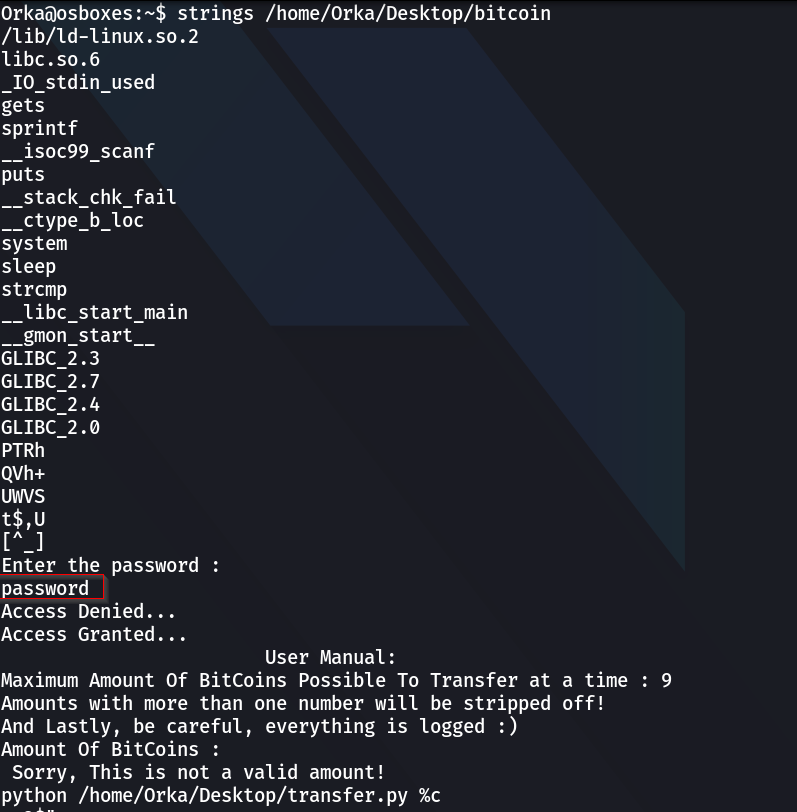 Orka@osboxes:~$ strings /home/Orka/Desktop/bitcoin
/lib/ld-linux.so.2
libc.so.6
_IO_stdin_used
gets
sprintf
__isoc99_scanf
puts
__stack_chk_fail
__ctype_b_loc
system
sleep
strcmp
__libc_start_main
__gmon_start__
GLIBC_2.3
GLIBC_2.7
GLIBC_2.4
GLIBC_2.0
PTRh
QVh+
UWVS
t$,U
[^_]
Enter the password :
password
Access Denied...
Access Granted...
User Manual:
Maximum Amount Of BitCoins Possible To Transfer at a time : 9
Amounts with more than one number will be stripped off!
And Lastly, be careful, everything is logged :)
Amount Of BitCoins :
Sorry, This is not a valid amount!
python /home/Orka/Desktop/transfer.py %c